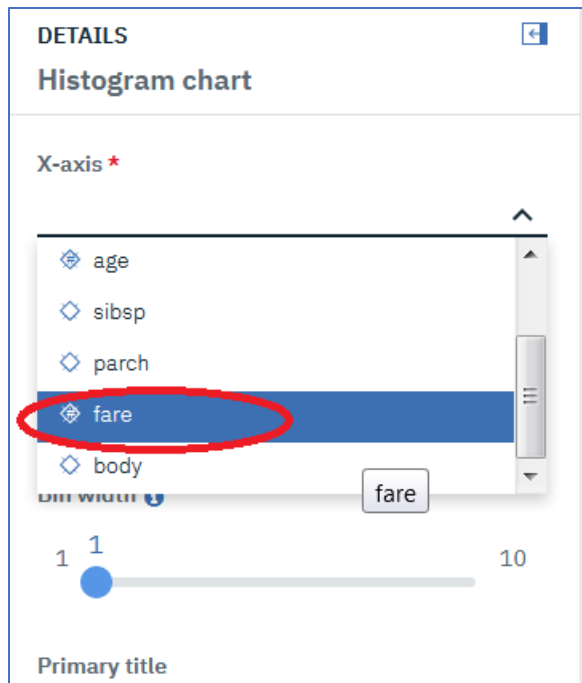 DETAILS
Histogram chart
X-axis *
age
sibsp
parch
fare
body
fare
Bin width
1 1 10
Primary title